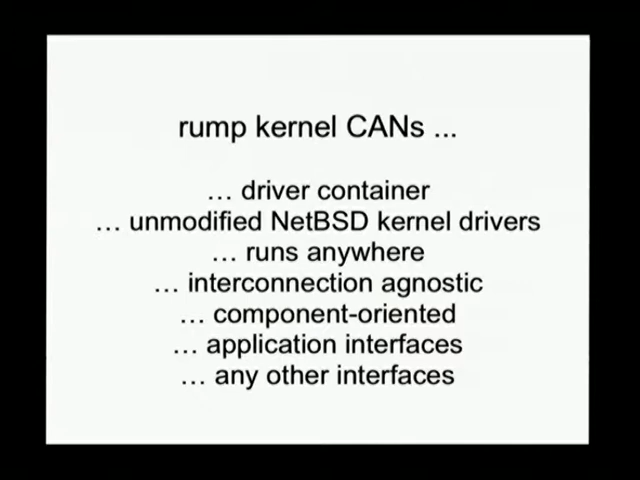 rump kernel CANs ...
... driver container
... unmodified NetBSD kernel drivers
... runs anywhere
... interconnection agnostic
... component-oriented
... application interfaces
... any other interfaces